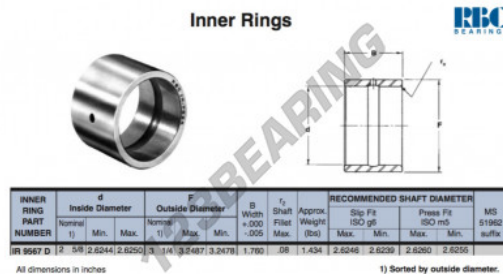 Inner Rings
RBC
BEARINGS
B
r₂
d
F
123BEARING
INNER RING PART NUMBER
d Inside Diameter
F Outside Diameter
B Width +.000 -.005
r₂ Shaft Fillet Max.
Approx. Weight (lbs)
RECOMMENDED SHAFT DIAMETER
Slip Fit ISO g6
Press Fit ISO m5
MS 51962 suffix
Nominal 1) Min. Max. Nominal 1) Max. Min. Max. Min. Max. Min.
IR 9567 D 2 5/8 2.6244 2.6250 3 1/4 3.2487 3.2478 1.760 .08 1.434 2.6246 2.6239 2.6260 2.6255
All dimensions in inches
1) Sorted by outside diameter.